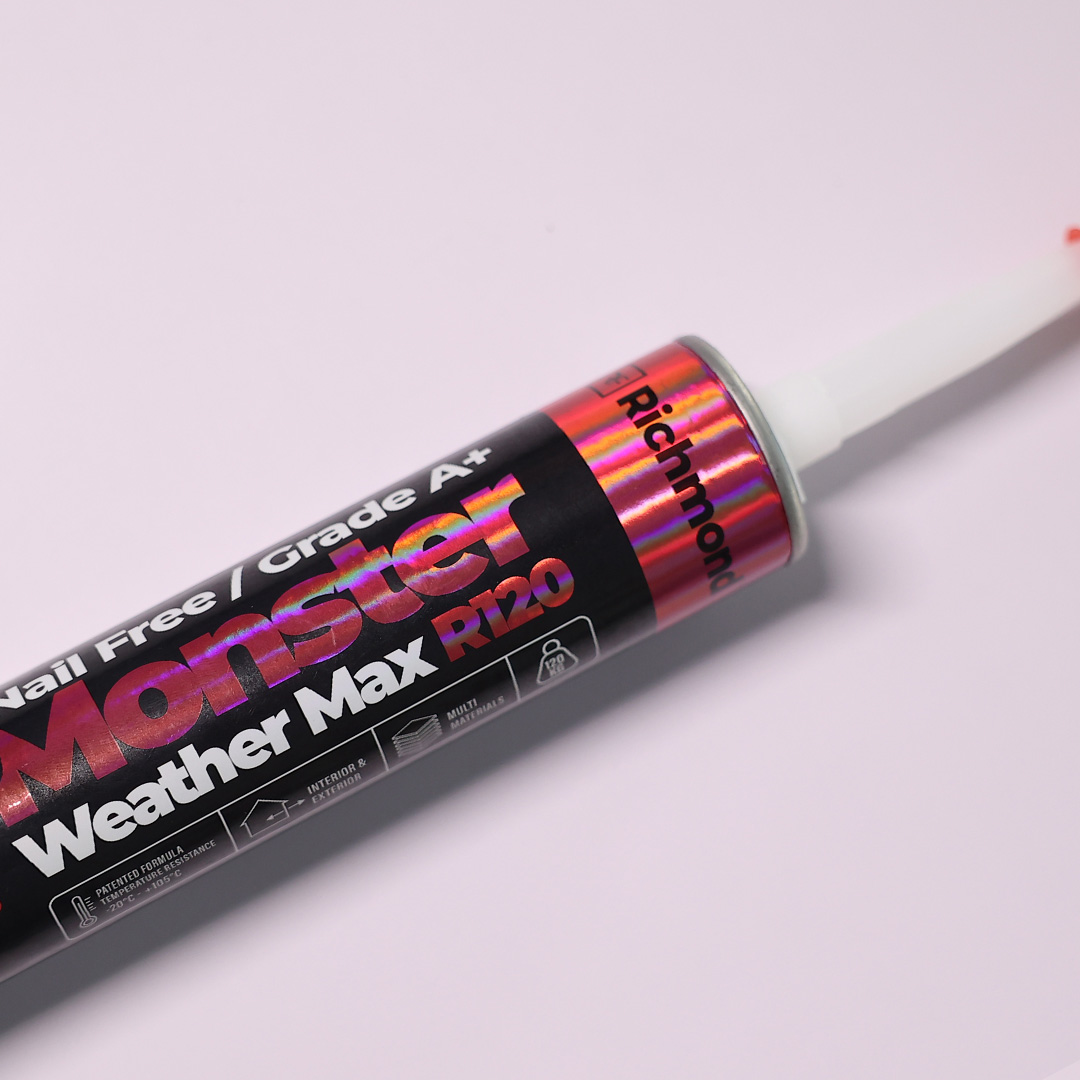 Richmond
Nail Free / Grade A+
Monster
Weather Max R120
PATENTED FORMULA
TEMPERATURE RESISTANCE
-20°C - +105°C
INTERIOR &
EXTERIOR
MULTI
MATERIALS
120
KG